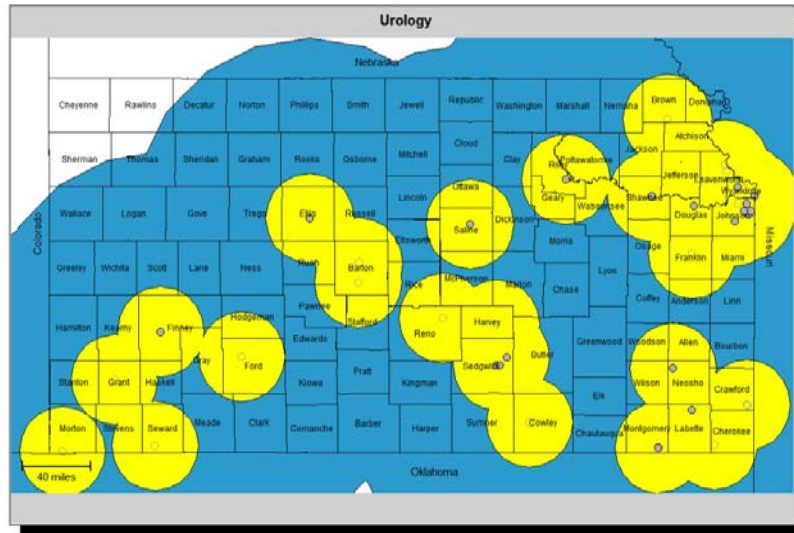 Urology
Nebraska
Cheyenne Rawlins Decatur Norton Phillips Smith Jewell Republic Washington Marshall Nemaha Brown Doniphan
Atchison
Sherman Thomas Sheridan Graham Rooks Osborne Mitchell Cloud Clay Riley Pottawatomie Jackson
Jefferson Leavenworth
Wyandotte
Wallace Logan Gove Trego Ellis Russell Lincoln Ottawa Dickinson Geary Wabaunsee Shawnee Douglas Johnson
Saline
Colorado
Missouri
Greeley Wichita Scott Lane Ness Rush Barton Ellsworth Morris Osage Franklin Miami
Rice McPherson Marion Chase Lyon
Hamilton Kearny Finney Hodgeman Pawnee Stafford Coffey Anderson Linn
Reno Harvey
Gray Ford Edwards Sedgwick Butler Greenwood Woodson Allen Bourbon
Stanton Grant Haskell Kiowa Pratt Kingman Elk Wilson Neosho Crawford
Morton Stevens Seward Meade Clark Comanche Barber Harper Sumner Cowley Chautauqua Montgomery Labette Cherokee
40 miles
Oklahoma